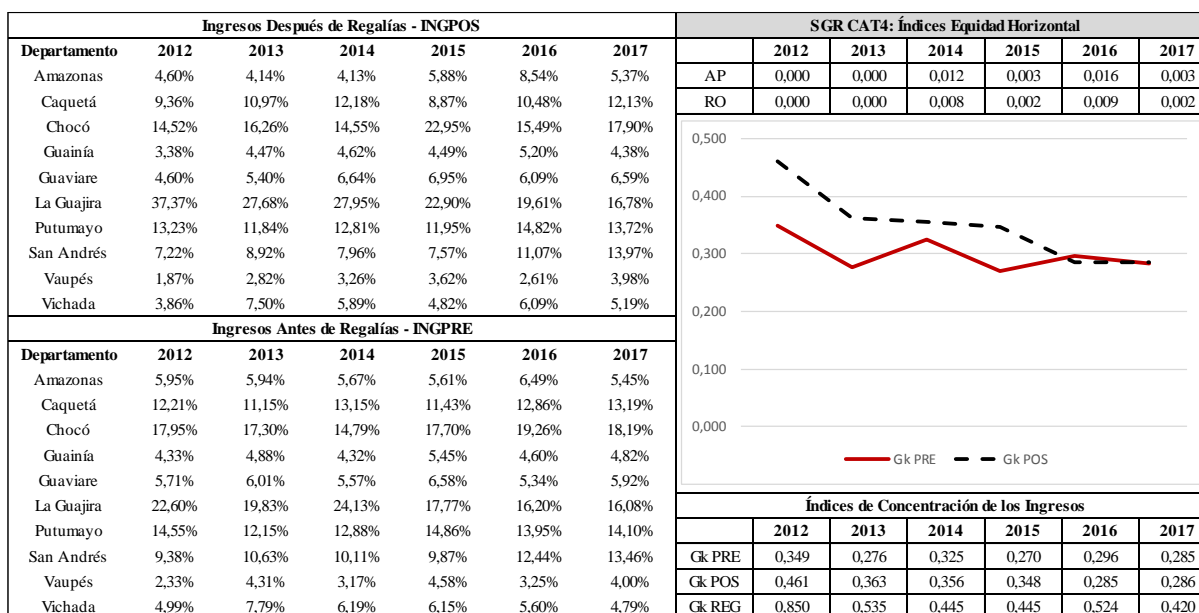 Ingresos Después de Regalías - INGPOS
Departamento 2012 2013 2014 2015 2016 2017
Amazonas 4,60% 4,14% 4,13% 5,88% 8,54% 5,37%
Caquetá 9,36% 10,97% 12,18% 8,87% 10,48% 12,13%
Chocó 14,52% 16,26% 14,55% 22,95% 15,49% 17,90%
Guainía 3,38% 4,47% 4,62% 4,49% 5,20% 4,38%
Guaviare 4,60% 5,40% 6,64% 6,95% 6,09% 6,59%
La Guajira 37,37% 27,68% 27,95% 22,90% 19,61% 16,78%
Putumayo 13,23% 11,84% 12,81% 11,95% 14,82% 13,72%
San Andrés 7,22% 8,92% 7,96% 7,57% 11,07% 13,97%
Vaupés 1,87% 2,82% 3,26% 3,62% 2,61% 3,98%
Vichada 3,86% 7,50% 5,89% 4,82% 6,09% 5,19%
Ingresos Antes de Regalías - INGPRE
Departamento 2012 2013 2014 2015 2016 2017
Amazonas 5,95% 5,94% 5,67% 5,61% 6,49% 5,45%
Caquetá 12,21% 11,15% 13,15% 11,43% 12,86% 13,19%
Chocó 17,95% 17,30% 14,79% 17,70% 19,26% 18,19%
Guainía 4,33% 4,88% 4,32% 5,45% 4,60% 4,82%
Guaviare 5,71% 6,01% 5,57% 6,58% 5,34% 5,92%
La Guajira 22,60% 19,83% 24,13% 17,77% 16,20% 16,08%
Putumayo 14,55% 12,15% 12,88% 14,86% 13,95% 14,10%
San Andrés 9,38% 10,63% 10,11% 9,87% 12,44% 13,46%
Vaupés 2,33% 4,31% 3,17% 4,58% 3,25% 4,00%
Vichada 4,99% 7,79% 6,19% 6,15% 5,60% 4,79%
SGR CAT4: Índices Equidad Horizontal
2012 2013 2014 2015 2016 2017
AP 0,000 0,000 0,012 0,003 0,016 0,003
RO 0,000 0,000 0,008 0,002 0,009 0,002
0,500
0,400
0,300
0,200
0,100
0,000
Gk PRE Gk POS
Índices de Concentración de los Ingresos
2012 2013 2014 2015 2016 2017
Gk PRE 0,349 0,276 0,325 0,270 0,296 0,285
Gk POS 0,461 0,363 0,356 0,348 0,285 0,286
Gk REG 0,850 0,535 0,445 0,445 0,524 0,420